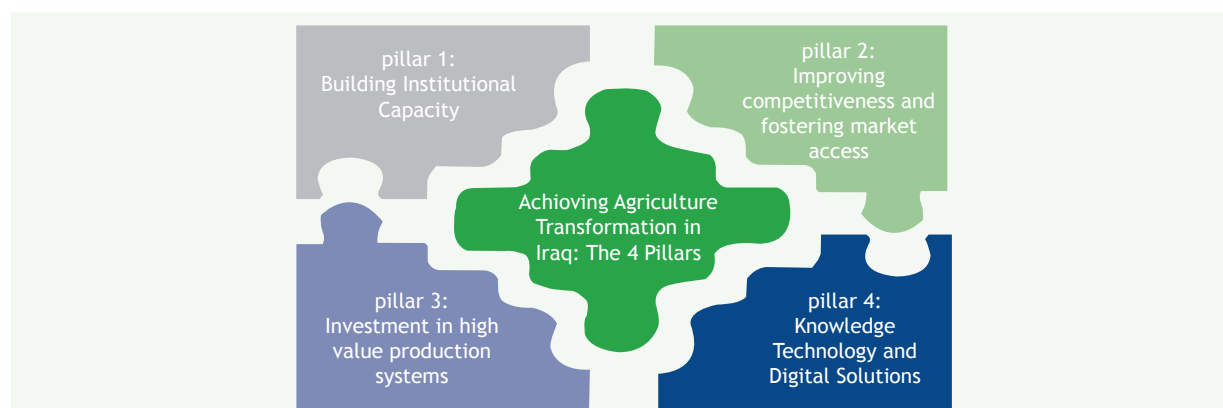 pillar 1:
Building Institutional
Capacity
pillar 2:
Improving
competitiveness and
fostering market
access
Achioving Agriculture
Transformation in
Iraq: The 4 Pillars
pillar 3:
Investment in high
value production
systems
pillar 4:
Knowledge
Technology and
Digital Solutions